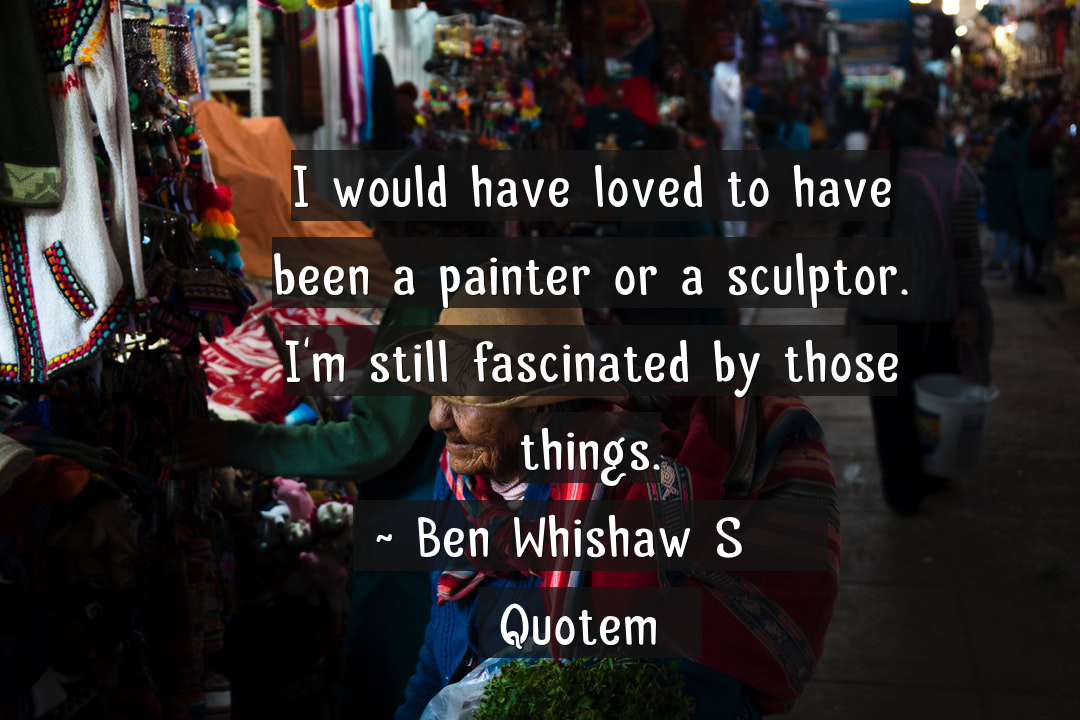 I would have loved to have
been a painter or a sculptor.
I'm still fascinated by those
things.
~ Ben Whishaw S
Quotem